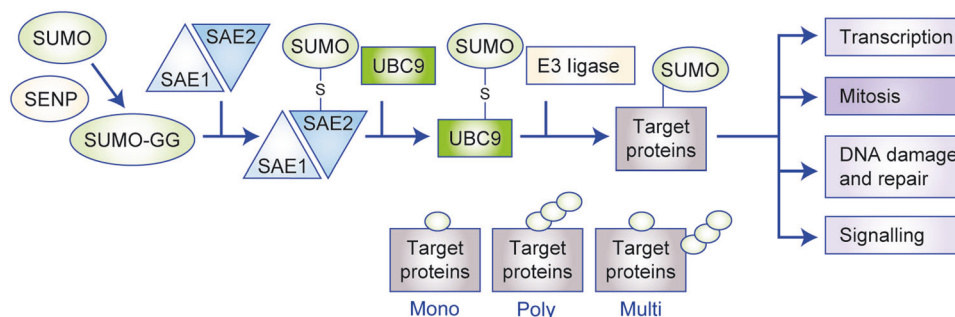 SUMO
SENP
SUMO-GG
SAE1
SAE2
SUMO
S
SAE2
SAE1
UBC9
SUMO
S
UBC9
E3 ligase
SUMO
Target
proteins
Transcription
Mitosis
DNA damage
and repair
Signalling
Target
proteins
Mono
Target
proteins
Poly
Target
proteins
Multi